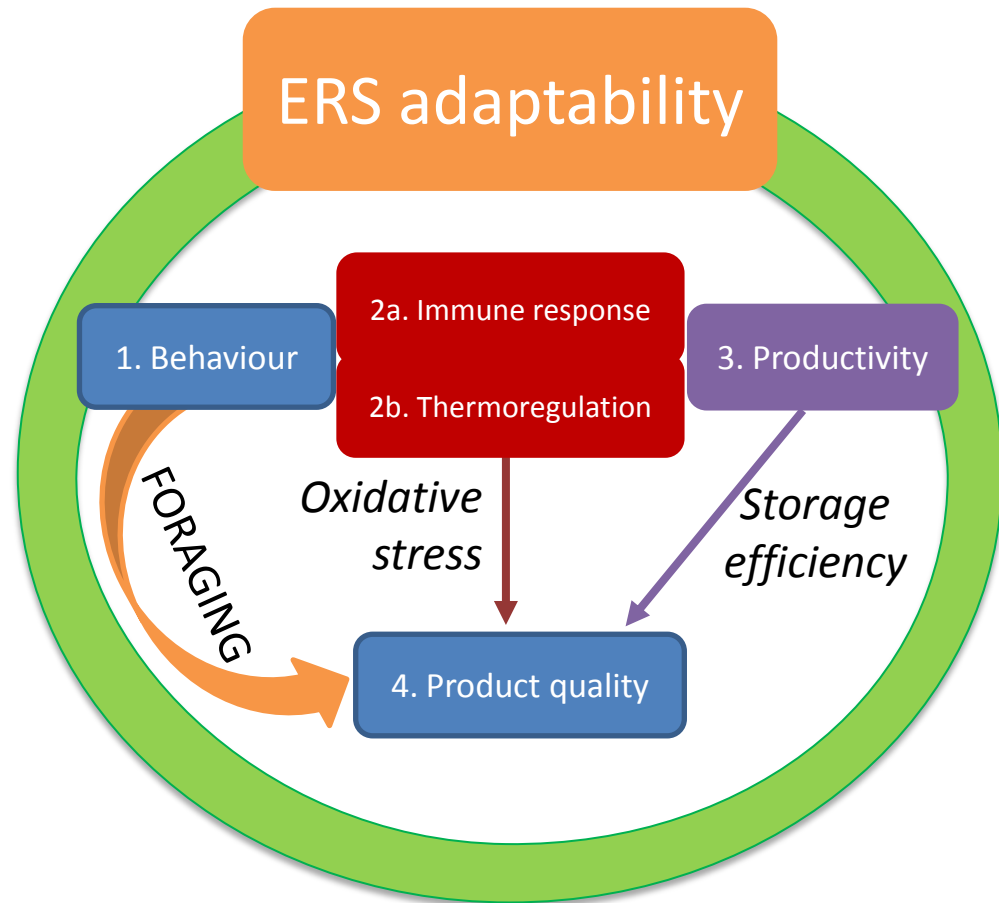 ERS adaptability
2a. Immune response
1. Behaviour
3. Productivity
2b. Thermoregulation
FORAGING
Oxidative
stress
Storage
efficiency
4. Product quality